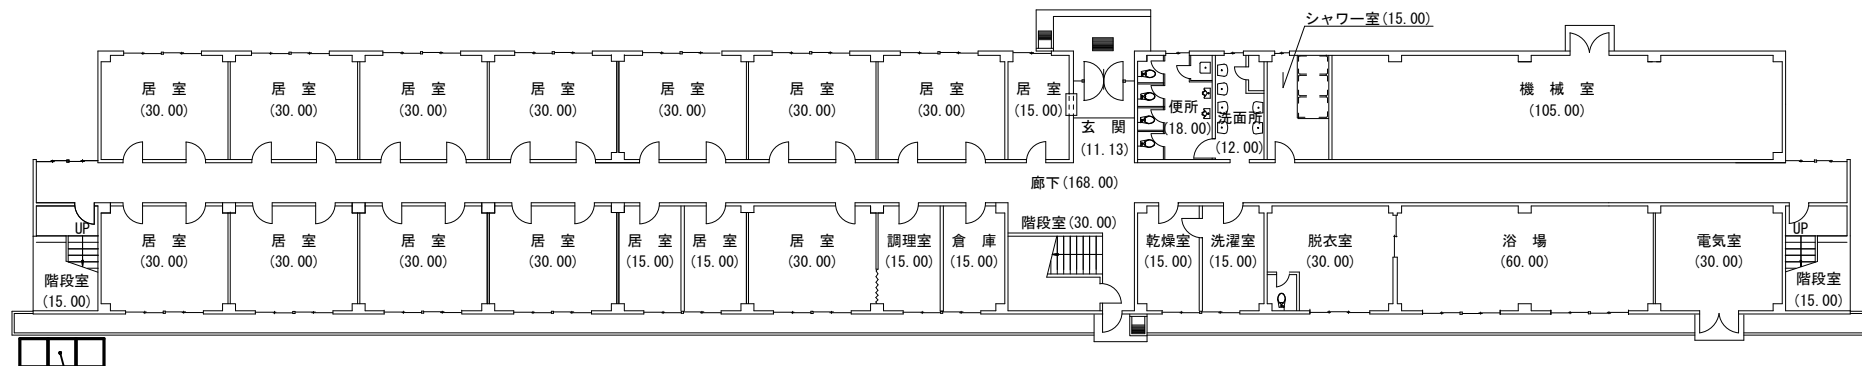 シャワー室(15.00)
居　室
(30.00)
居　室
(30.00)
居　室
(30.00)
居　室
(30.00)
居　室
(30.00)
居　室
(30.00)
居　室
(30.00)
居　室
(15.00)
玄　関
(11.13)
便所
(18.00)
洗面所
(12.00)
機　械　室
(105.00)
廊下(168.00)
UP
階段室
(15.00)
居　室
(30.00)
居　室
(30.00)
居　室
(30.00)
居　室
(30.00)
居　室
(15.00)
居　室
(15.00)
居　室
(30.00)
調理室
(15.00)
倉　庫
(15.00)
階段室(30.00)
乾燥室
(15.00)
洗濯室
(15.00)
脱衣室
(30.00)
浴　場
(60.00)
電気室
(30.00)
UP
階段室
(15.00)